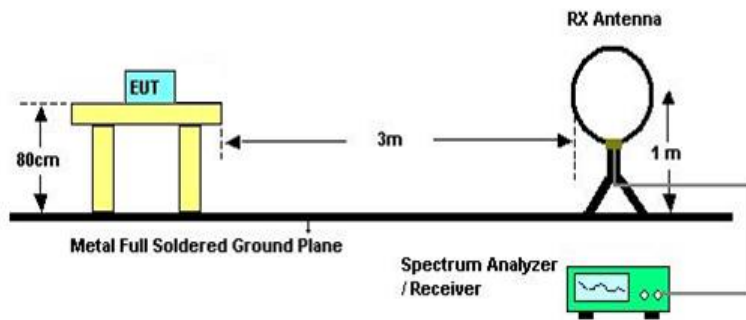 RX Antenna
EUT
80cm
3m
1 m
Metal Full Soldered Ground Plane
Spectrum Analyzer
/ Receiver